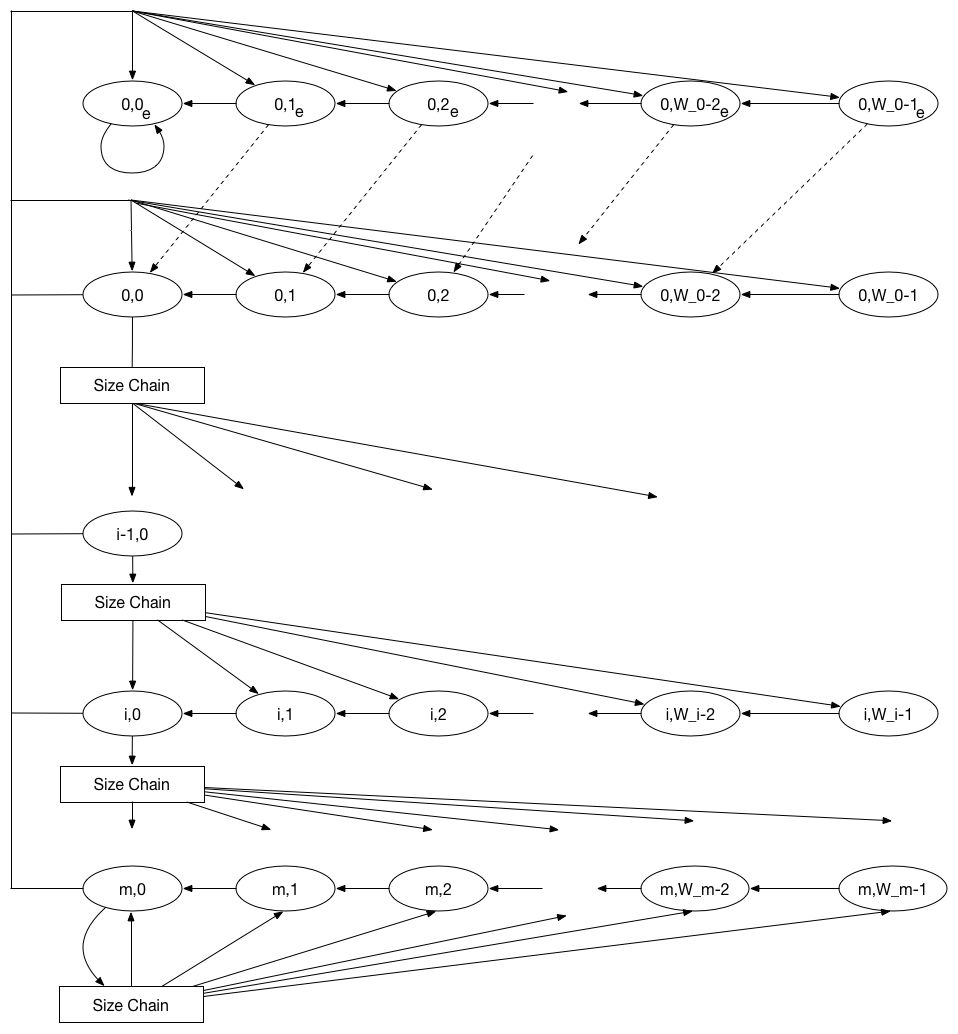 0,0e 0,1e 0,2e 0,W_0-2e 0,W_0-1e
0,0 0,1 0,2 0,W_0-2 0,W_0-1
Size Chain
i-1,0
Size Chain
i,0 i,1 i,2 i,W_i-2 i,W_i-1
Size Chain
m,0 m,1 m,2 m,W_m-2 m,W_m-1
Size Chain